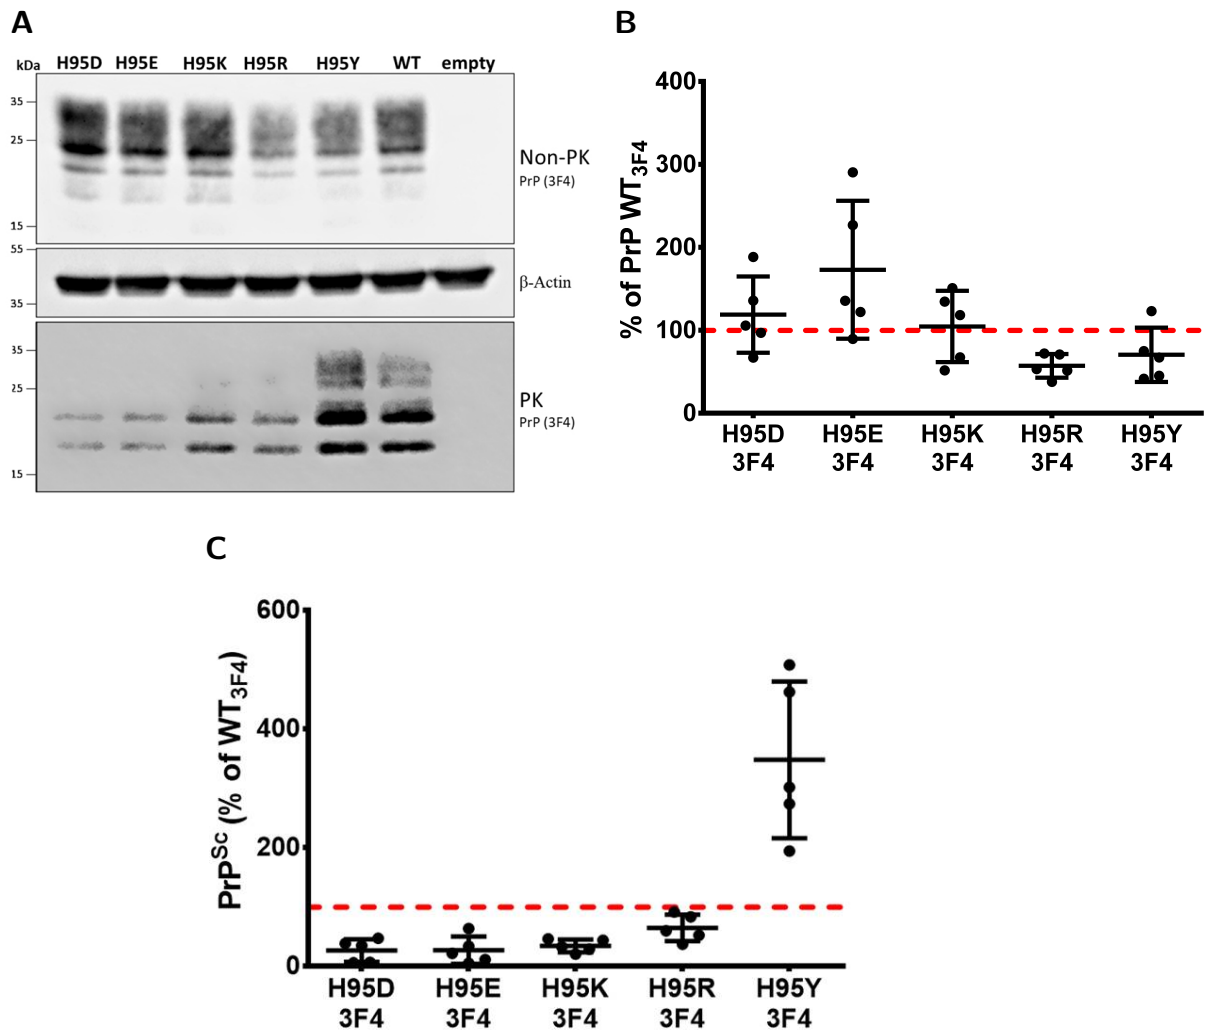 A
kDa H95D H95E H95K H95R H95Y WT empty
35
25
15
Non-PK
PrP (3F4)
55
35
β-Actin
35
25
15
PK
PrP (3F4)
B
% of PrP WT3F4
400
300
200
100
0
H95D H95E H95K H95R H95Y
3F4 3F4 3F4 3F4 3F4
C
PrPSc (% of WT3F4)
600
400
200
0
H95D H95E H95K H95R H95Y
3F4 3F4 3F4 3F4 3F4